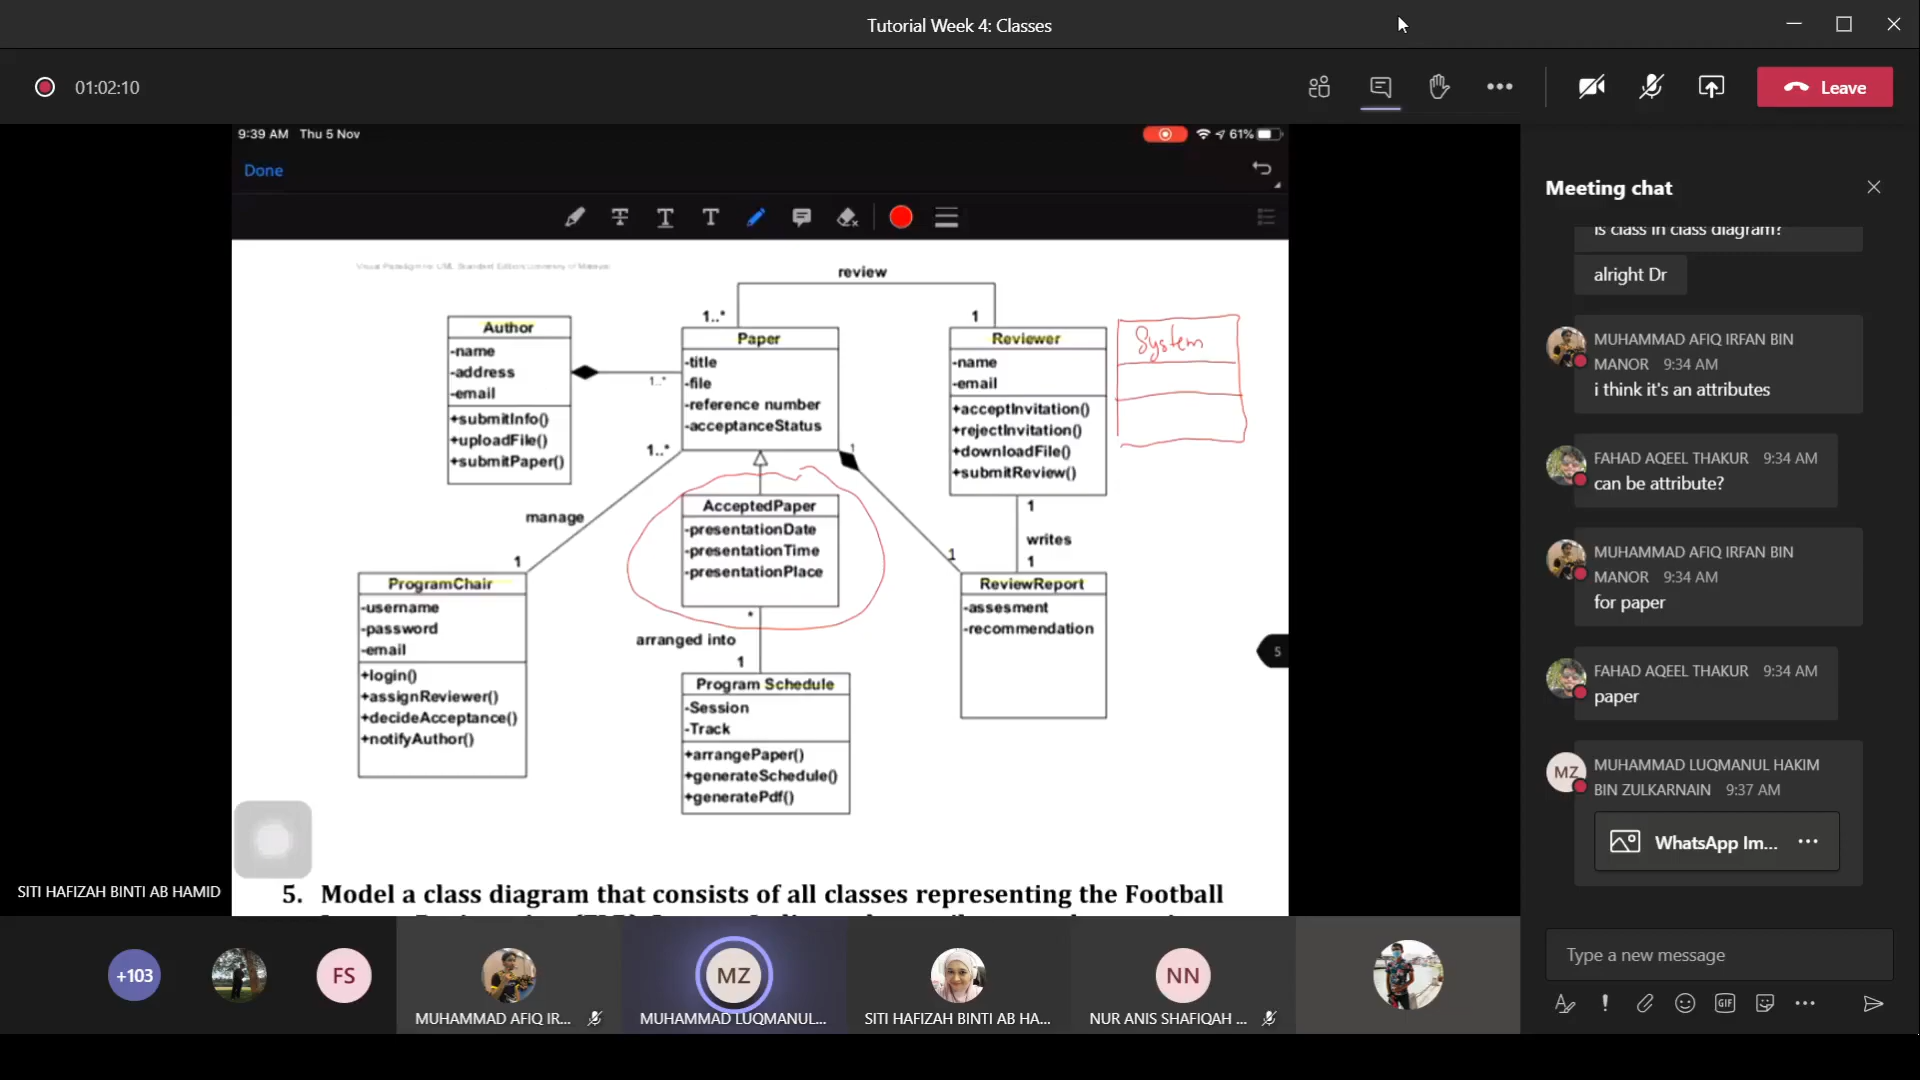 Tutorial Week 4: Classes
01:02:10
Leave
9:39 AM Thu 5 Nov
61%
Done
T
T
T
review
1..*
1
Author
-name
-address
-email
+submitInfo()
+uploadFile()
+submitPaper()
1..*
Paper
-title
-file
-reference number
-acceptanceStatus
Reviewer
-name
-email
+acceptInvitation()
+rejectInvitation()
+downloadFile()
+submitReview()
System
1..*
1
manage
1
AcceptedPaper
-presentationDate
-presentationTime
-presentationPlace
1
writes
1
1
ProgramChair
-username
-password
-email
+login()
+assignReviewer()
+decideAcceptance()
+notifyAuthor()
*
arranged into
1
Program Schedule
-Session
-Track
+arrangePaper()
+generateSchedule()
+generatePdf()
ReviewReport
-assesment
-recommendation
5
5. Model a class diagram that consists of all classes representing the Football
SITI HAFIZAH BINTI AB HAMID
Meeting chat
is class in class diagram?
alright Dr
MUHAMMAD AFIQ IRFAN BIN
MANOR 9:34 AM
i think it's an attributes
FAHAD AQEEL THAKUR 9:34 AM
can be attribute?
MUHAMMAD AFIQ IRFAN BIN
MANOR 9:34 AM
for paper
FAHAD AQEEL THAKUR 9:34 AM
paper
MZ
MUHAMMAD LUQMANUL HAKIM
BIN ZULKARNAIN 9:37 AM
WhatsApp Im...
Type a new message
GIF
+103
FS
MUHAMMAD AFIQ IR...
MZ
MUHAMMAD LUQMANUL...
SITI HAFIZAH BINTI AB HA...
NN
NUR ANIS SHAFIQAH ...